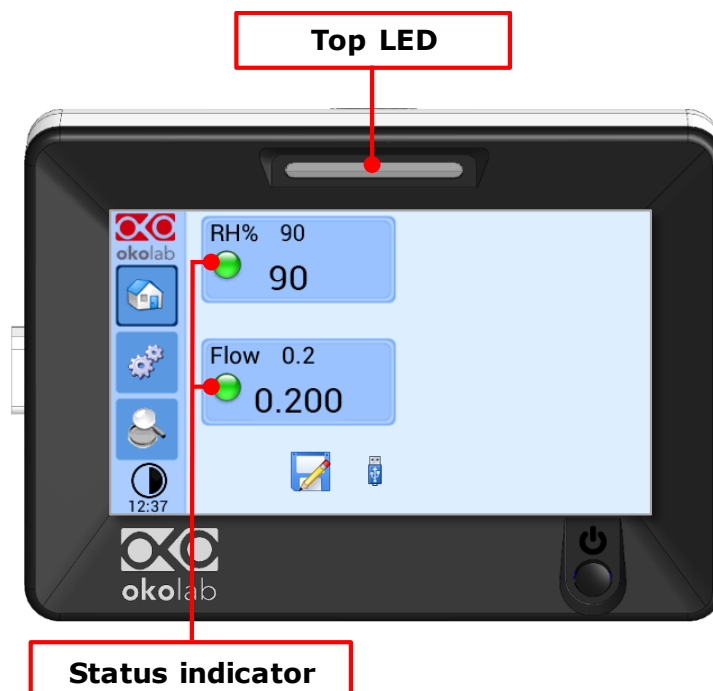 Top LED
okolab
RH% 90
90
Flow 0.2
0.200
12:37
okolab
Status indicator